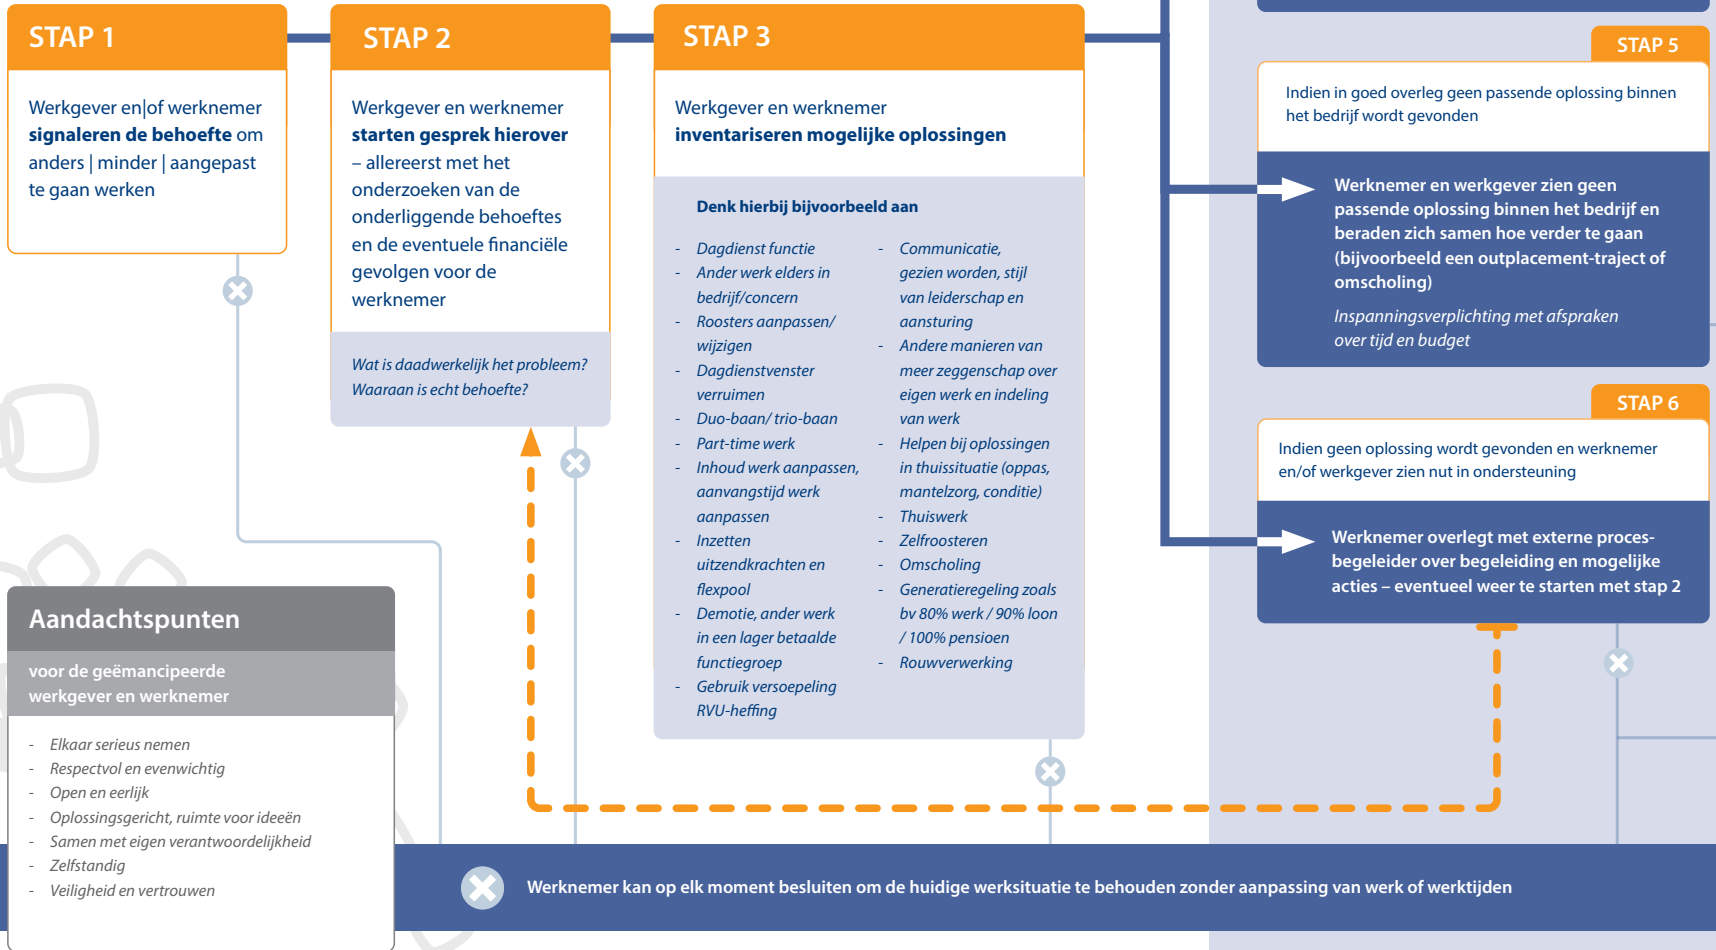 STAP 1
Werkgever en|of werknemer
signaleren de behoefte om
anders | minder | aangepast
te gaan werken
STAP 2
Werkgever en werknemer
starten gesprek hierover
– allereerst met het
onderzoeken van de
onderliggende behoeftes
en de eventuele financiële
gevolgen voor de
werknemer
Wat is daadwerkelijk het probleem?
Waaraan is echt behoefte?
STAP 3
Werkgever en werknemer
inventariseren mogelijke oplossingen
Denk hierbij bijvoorbeeld aan
- Dagdienst functie
- Ander werk elders in
bedrijf/concern
- Roosters aanpassen/
wijzigen
- Dagdienstvenster
verruimen
- Duo-baan/ trio-baan
- Part-time werk
- Inhoud werk aanpassen,
aanvangstijd werk
aanpassen
- Inzetten
uitzendkrachten en
flexpool
- Demotie, ander werk
in een lager betaalde
functiegroep
- Gebruik versoepeling
RVU-heffing
- Communicatie,
gezien worden, stijl
van leiderschap en
aansturing
- Andere manieren van
meer zeggenschap over
eigen werk en indeling
van werk
- Helpen bij oplossingen
in thuissituatie (oppas,
mantelzorg, conditie)
- Thuiswerk
- Zelfroosteren
- Omscholing
- Generatieregeling zoals
bv 80% werk / 90% loon
/ 100% pensioen
- Rouwverwerking
STAP 5
Indien in goed overleg geen passende oplossing binnen
het bedrijf wordt gevonden
Werknemer en werkgever zien geen
passende oplossing binnen het bedrijf en
beraden zich samen hoe verder te gaan
(bijvoorbeeld een outplacement-traject of
omscholing)
Inspanningsverplichting met afspraken
over tijd en budget
STAP 6
Indien geen oplossing wordt gevonden en werknemer
en/of werkgever zien nut in ondersteuning
Werknemer overlegt met externe proces-
begeleider over begeleiding en mogelijke
acties – eventueel weer te starten met stap 2
Aandachtspunten
voor de geëmancipeerde
werkgever en werknemer
- Elkaar serieus nemen
- Respectvol en evenwichtig
- Open en eerlijk
- Oplossingsgericht, ruimte voor ideeën
- Samen met eigen verantwoordelijkheid
- Zelfstandig
- Veiligheid en vertrouwen
Werknemer kan op elk moment besluiten om de huidige werksituatie te behouden zonder aanpassing van werk of werktijden